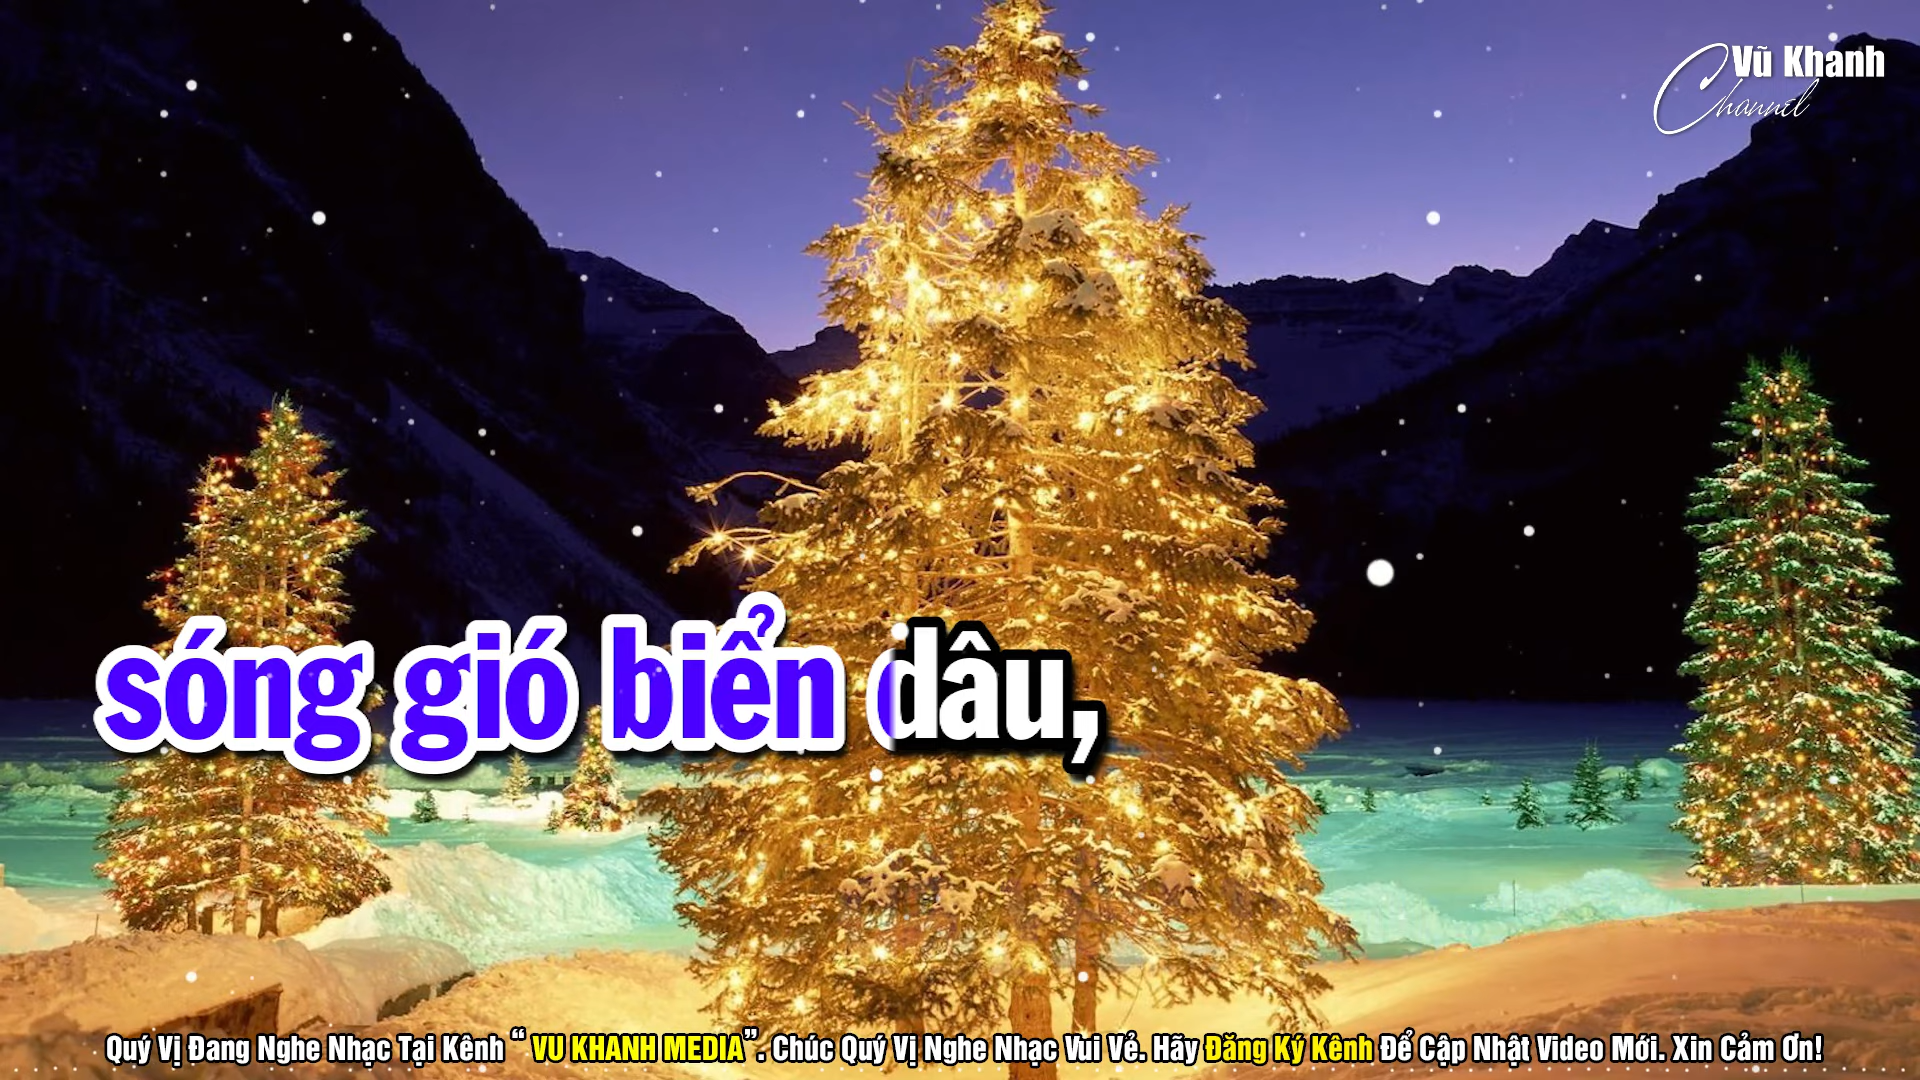 Vũ Khanh
Channel
sóng gió biển dâu,
Quý Vị Đang Nghe Nhạc Tại Kênh “ VU KHANH MEDIA”. Chúc Quý Vị Nghe Nhạc Vui Vẻ. Hãy Đăng Ký Kênh Để Cập Nhật Video Mới. Xin Cảm Ơn!